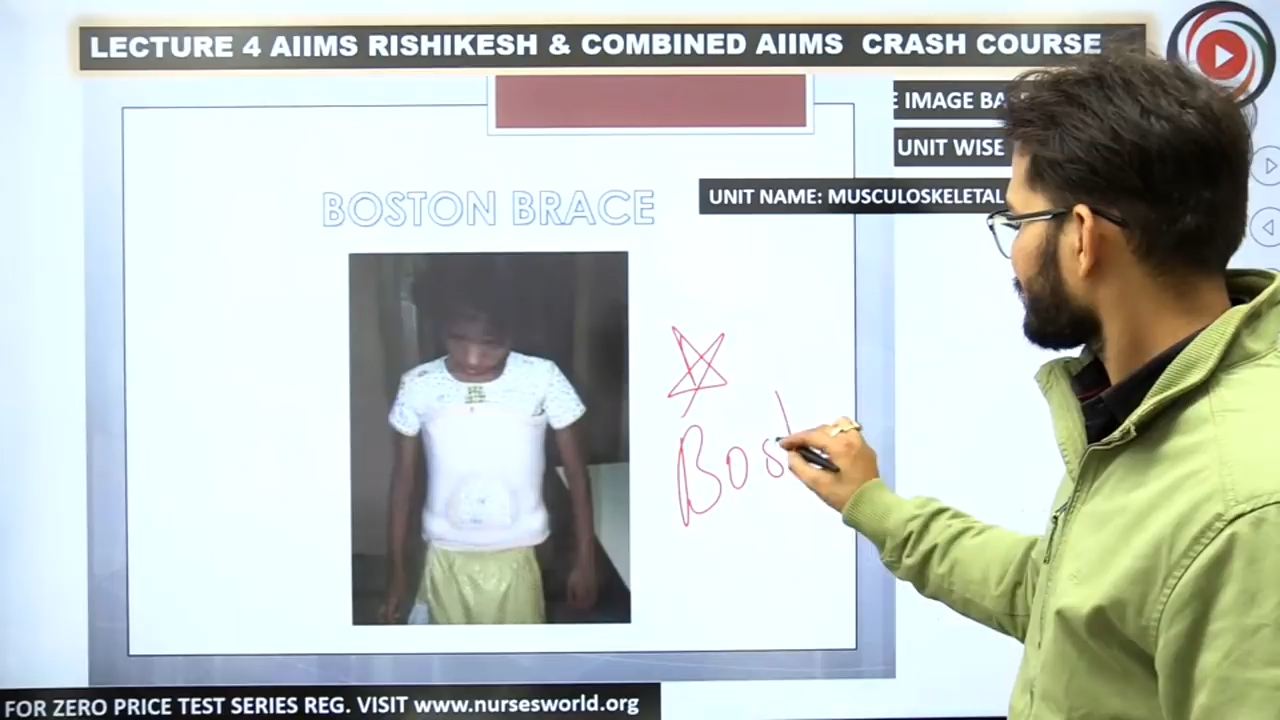 LECTURE 4 AIIMS RISHIKESH & COMBINED AIIMS CRASH COURSE
E IMAGE BA
UNIT WISE
UNIT NAME: MUSCULOSKELETAL
BOSTON BRACE
Bost
FOR ZERO PRICE TEST SERIES REG. VISIT www.nursesworld.org